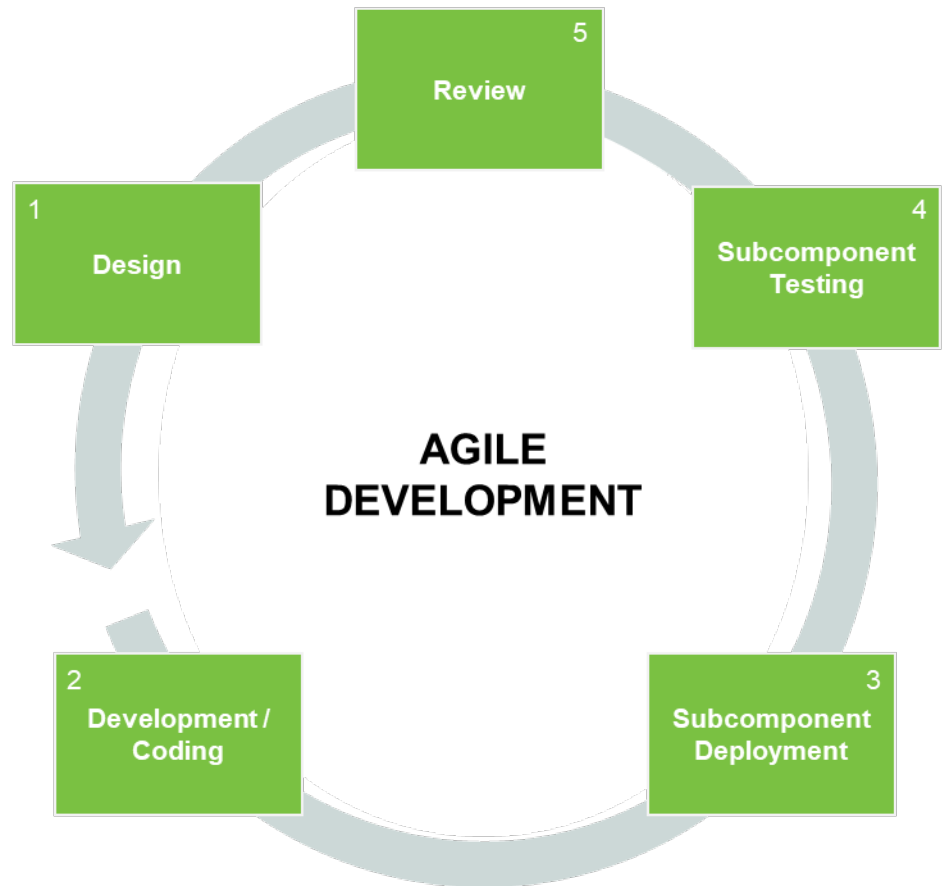 5
Review
1
Design
4
Subcomponent
Testing
AGILE
DEVELOPMENT
2
Development /
Coding
3
Subcomponent
Deployment